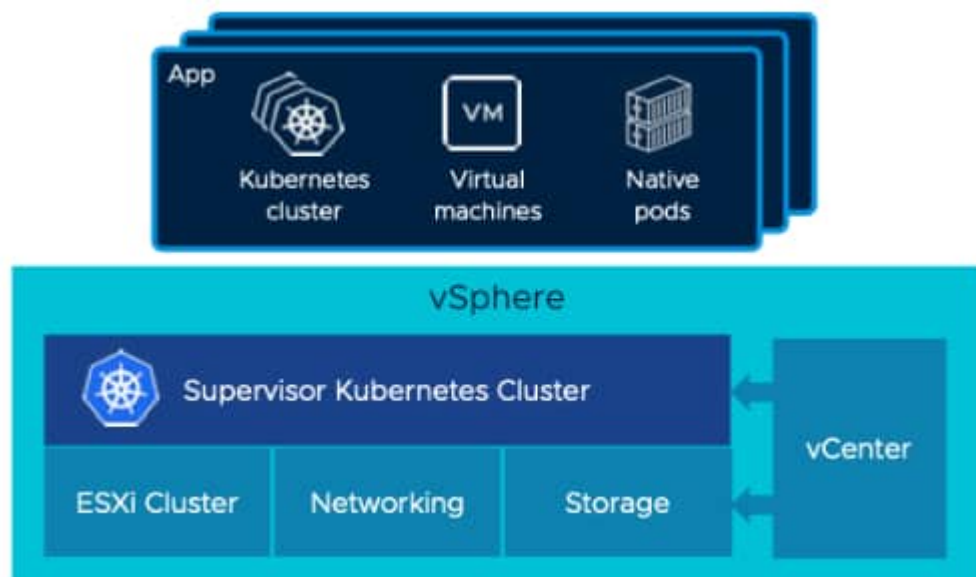 App
VM
Kubernetes
cluster
Virtual
machines
Native
pods
vSphere
Supervisor Kubernetes Cluster
vCenter
ESXi Cluster
Networking
Storage